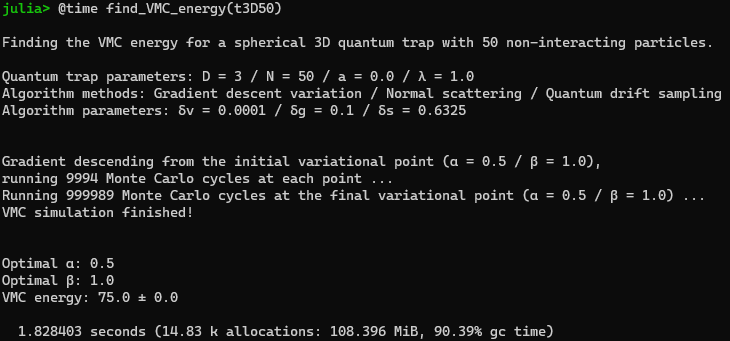 julia> @time find_VMC_energy(t3D50)
Finding the VMC energy for a spherical 3D quantum trap with 50 non-interacting particles.
Quantum trap parameters: D = 3 / N = 50 / a = 0.0 / λ = 1.0
Algorithm methods: Gradient descent variation / Normal scattering / Quantum drift sampling
Algorithm parameters: δv = 0.0001 / δg = 0.1 / δs = 0.6325
Gradient descending from the initial variational point (α = 0.5 / β = 1.0),
running 9994 Monte Carlo cycles at each point ...
Running 999989 Monte Carlo cycles at the final variational point (α = 0.5 / β = 1.0) ...
VMC simulation finished!
Optimal α: 0.5
Optimal β: 1.0
VMC energy: 75.0 ± 0.0
1.828403 seconds (14.83 k allocations: 108.396 MiB, 90.39% gc time)